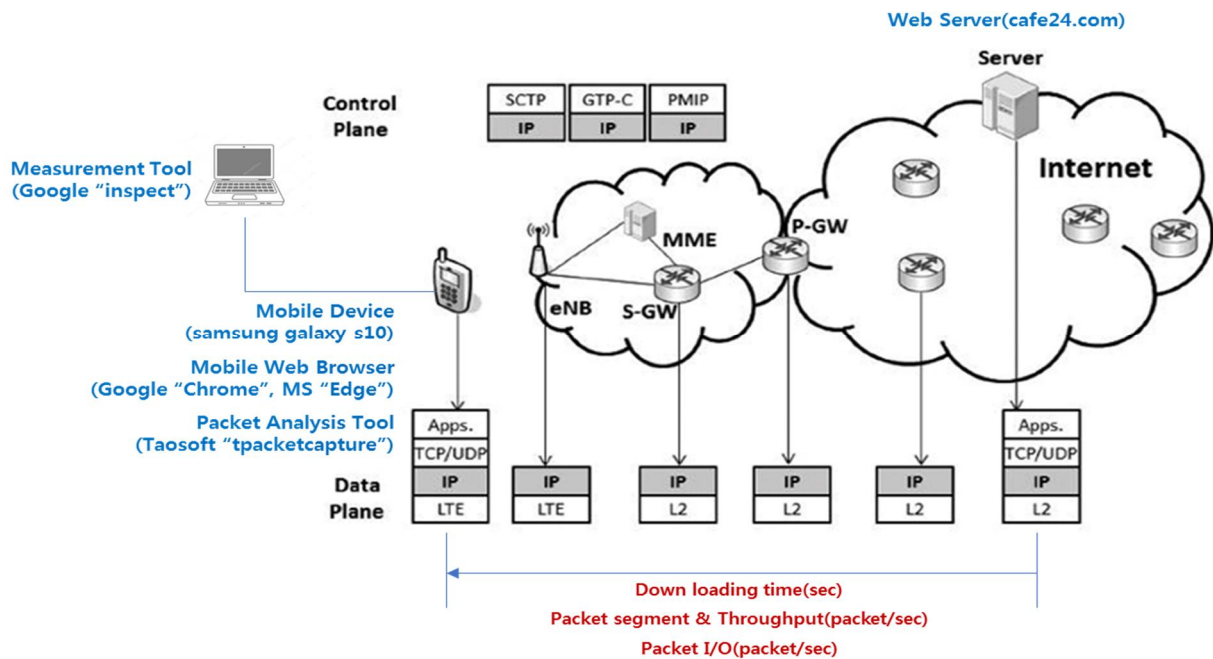 Web Server(cafe24.com)
Server
Control
Plane
SCTP GTP-C PMIP
IP IP IP
Measurement Tool
(Google “inspect”)
Internet
MME
P-GW
eNB
S-GW
Mobile Device
(samsung galaxy s10)
Mobile Web Browser
(Google “Chrome”, MS “Edge”)
Packet Analysis Tool
(Taosoft “tpacketcapture”)
Apps. Apps.
TCP/UDP TCP/UDP
Data
Plane
IP IP IP IP IP IP
LTE LTE L2 L2 L2 L2
Down loading time(sec)
Packet segment & Throughput(packet/sec)
Packet I/O(packet/sec)